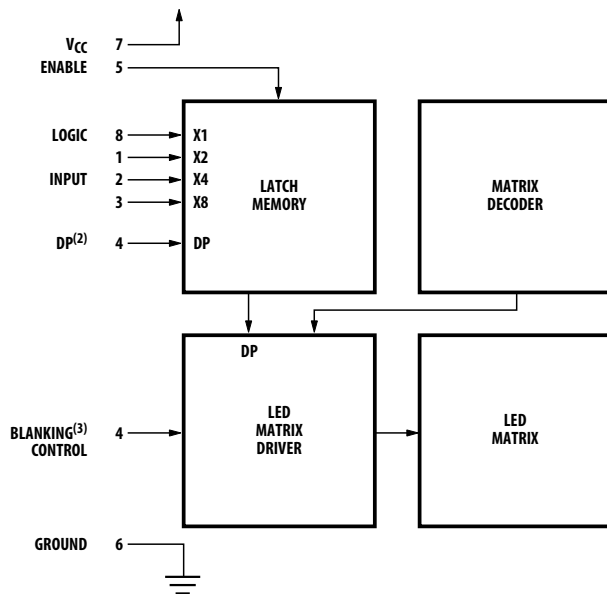 VCC 7
ENABLE 5
LOGIC 8 X1
1 X2
INPUT 2 X4
3 X8
DP(2) 4 DP
LATCH
MEMORY
MATRIX
DECODER
DP
BLANKING(3) 4
CONTROL
LED
MATRIX
DRIVER
LED
MATRIX
GROUND 6